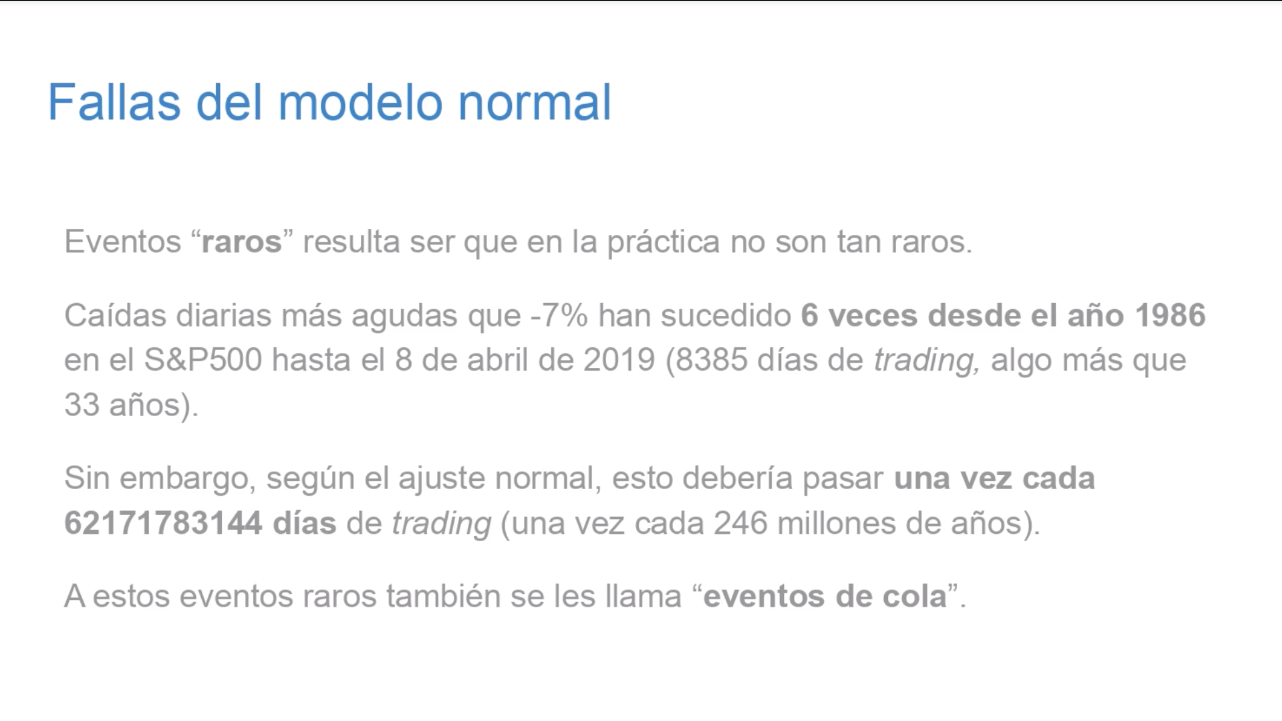 Fallas del modelo normal
Eventos “raros” resulta ser que en la práctica no son tan raros.
Caídas diarias más agudas que -7% han sucedido 6 veces desde el año 1986
en el S&P500 hasta el 8 de abril de 2019 (8385 días de trading, algo más que
33 años).
Sin embargo, según el ajuste normal, esto debería pasar una vez cada
62171783144 días de trading (una vez cada 246 millones de años).
A estos eventos raros también se les llama “eventos de cola”.